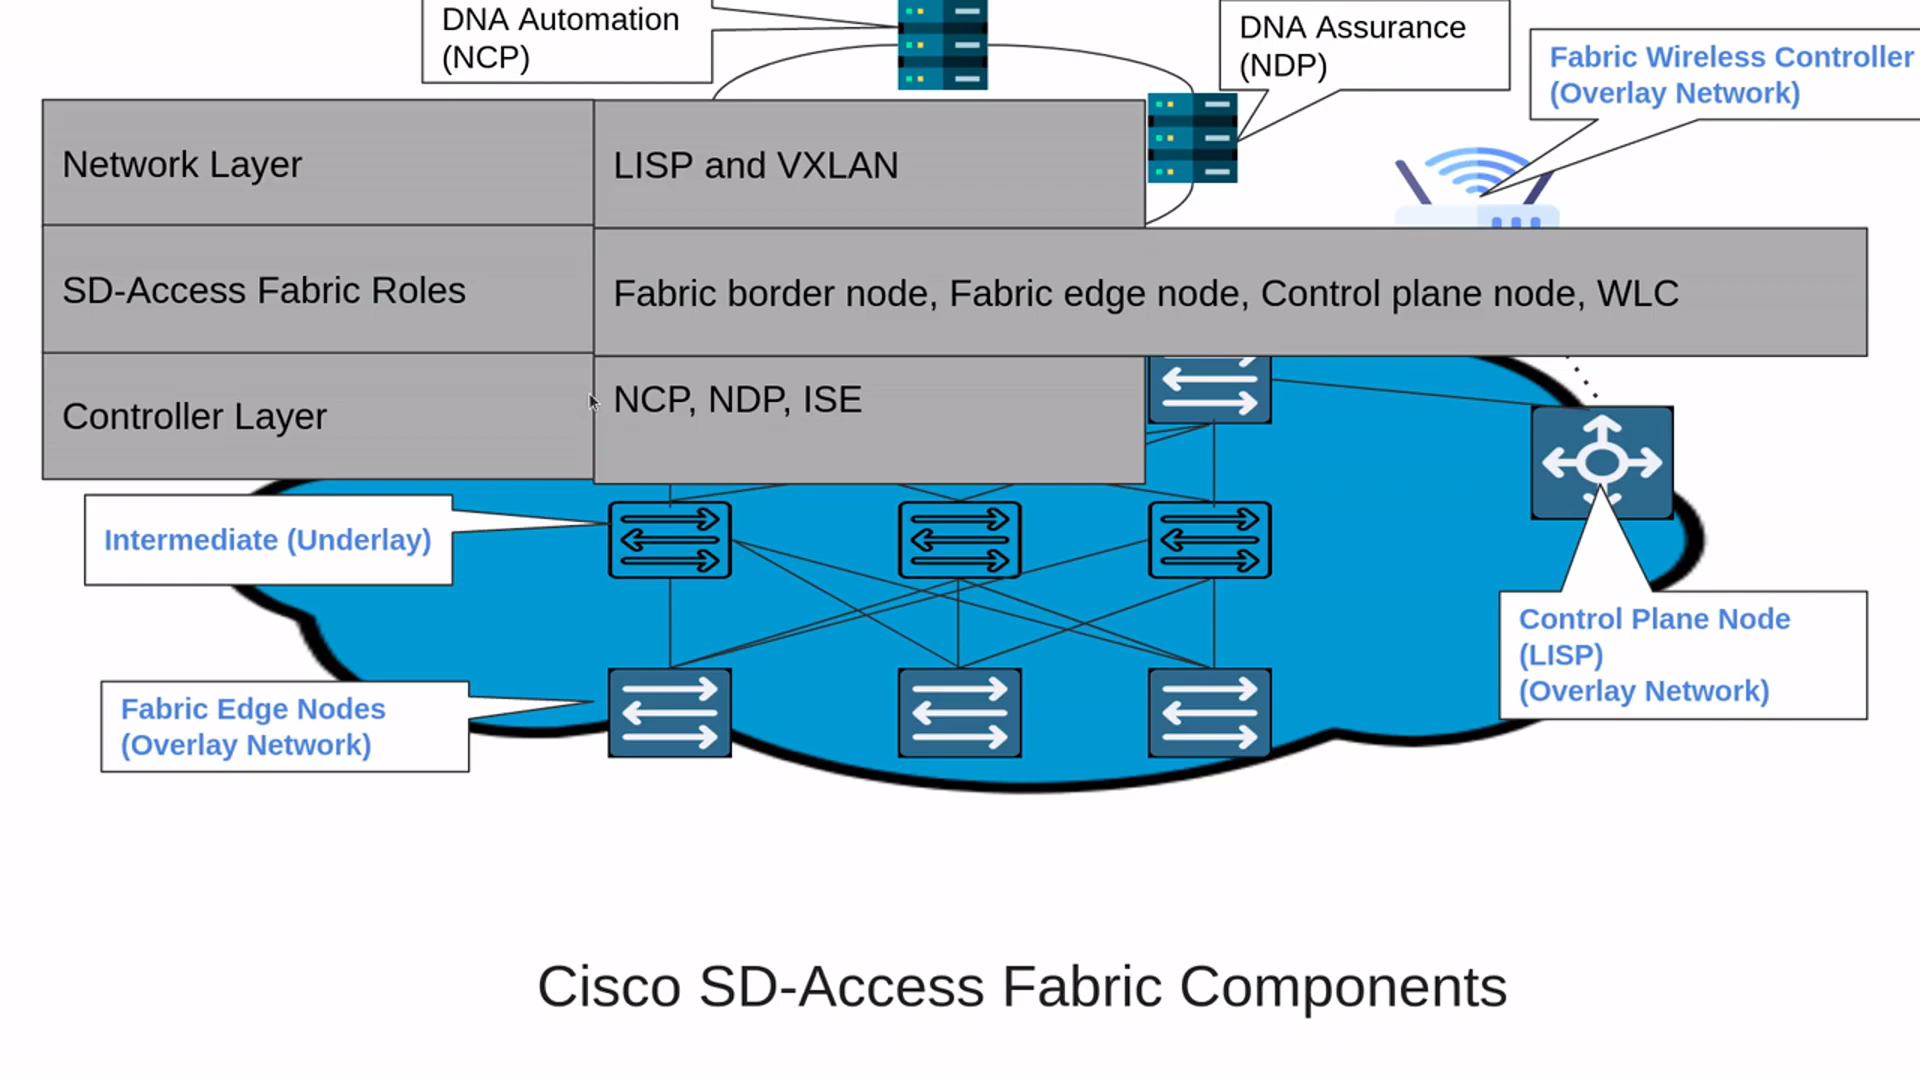 DNA Automation
(NCP)
DNA Assurance
(NDP)
Fabric Wireless Controller
(Overlay Network)
Network Layer
LISP and VXLAN
SD-Access Fabric Roles
Fabric border node, Fabric edge node, Control plane node, WLC
Controller Layer
NCP, NDP, ISE
Intermediate (Underlay)
Control Plane Node
(LISP)
(Overlay Network)
Fabric Edge Nodes
(Overlay Network)
Cisco SD-Access Fabric Components